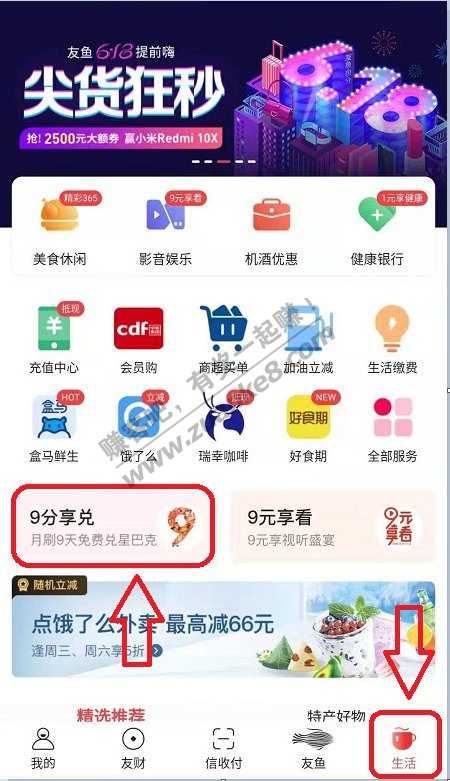 友鱼6·18提前嗨
尖货狂秒
抢! 2500元大额券 赢小米Redmi 10X
6.18
精彩365
9元享看
1元享健康
美食休闲
影音娱乐
机酒优惠
健康银行
抵现
cdf
充值中心
会员购
商超买单
加油立减
生活缴费
HOT
立减
NEW
盒马
好食期
盒马鲜生
饿了么
瑞幸咖啡
好食期
全部服务
赚客吧, 有奖一起赚!
www.zuanke8.com
9分享兑
月刷9天免费兑星巴克
9
9元享看
9元享视听盛宴
9元
享看
随机立减
点饿了么外卖 最高减66元
逢周三、周六享5折
精选推荐
特产好物
我的
友财
信收付
友鱼
生活